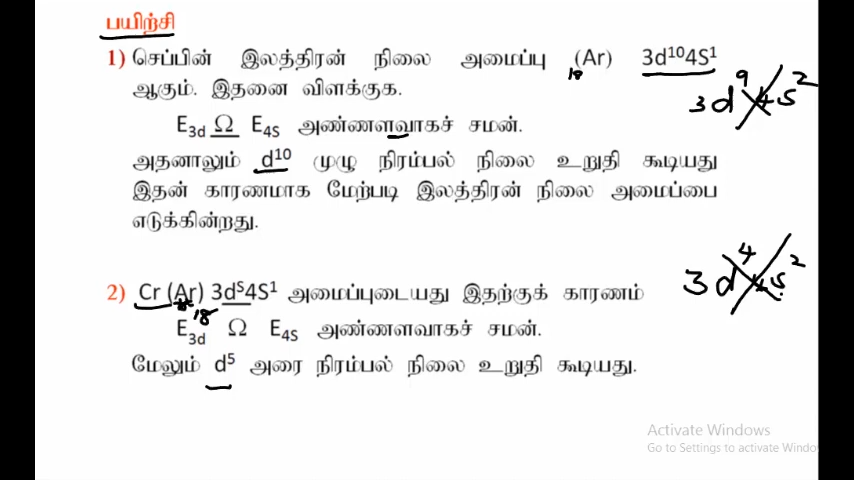 பயிற்சி
1) செப்பின் இலத்திரன் நிலை அமைப்பு (Ar) 3d¹⁰4S¹
18
3d⁹4s²
ஆகும். இதனை விளக்குக.
E3d Ω E4S அண்ணளவாகச் சமன்.
அதனாலும் d¹⁰ முழு நிரம்பல் நிலை உறுதி கூடியது
இதன் காரணமாக மேற்படி இலத்திரன் நிலை அமைப்பை
எடுக்கின்றது.
3d⁴4s²
2) Cr (Ar) 3d⁵4S¹ அமைப்புடையது இதற்குக் காரணம்
18
E3d Ω E4S அண்ணளவாகச் சமன்.
மேலும் d⁵ அரை நிரம்பல் நிலை உறுதி கூடியது.
Activate Windows
Go to Settings to activate Windo